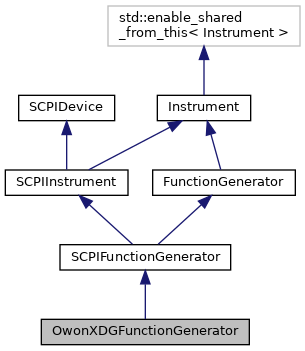 std::enable_shared
_from_this< Instrument >
SCPIDevice
Instrument
SCPIInstrument
FunctionGenerator
SCPIFunctionGenerator
OwonXDGFunctionGenerator